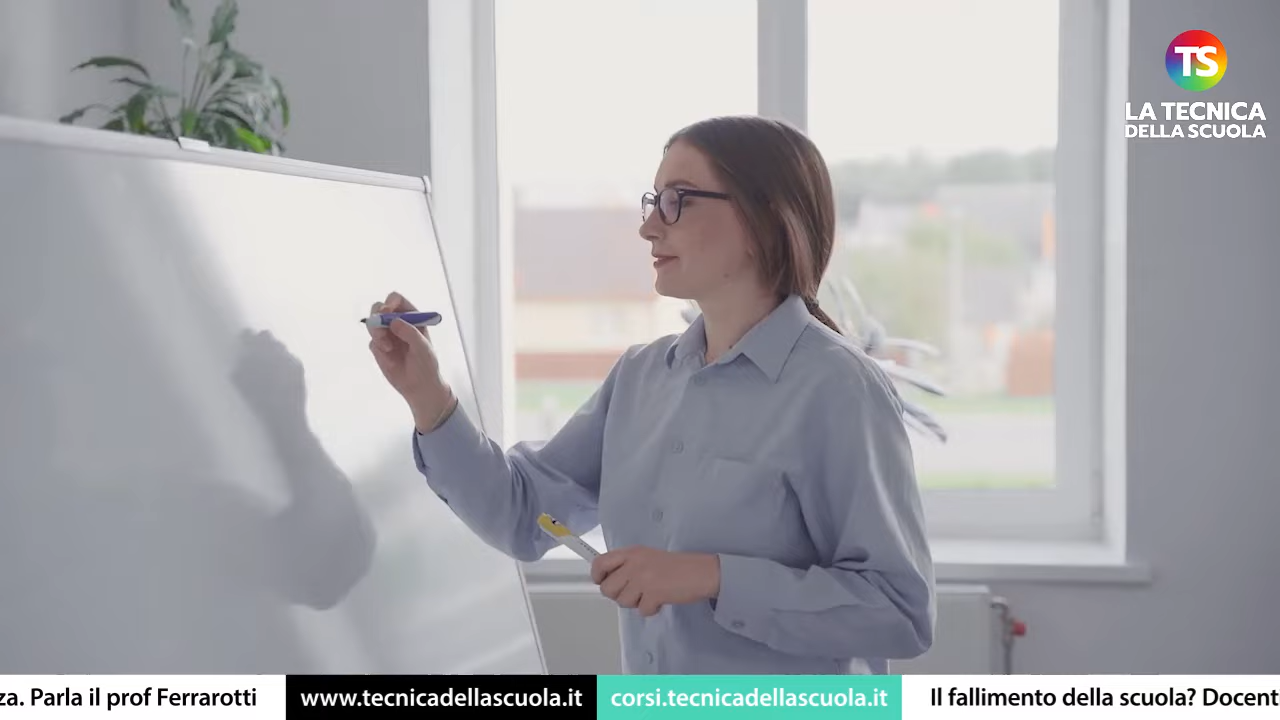 TS
LA TECNICA
DELLA SCUOLA
za. Parla il prof Ferrarotti
www.tecnicadellascuola.it
corsi.tecnicadellascuola.it
Il fallimento della scuola? Docent